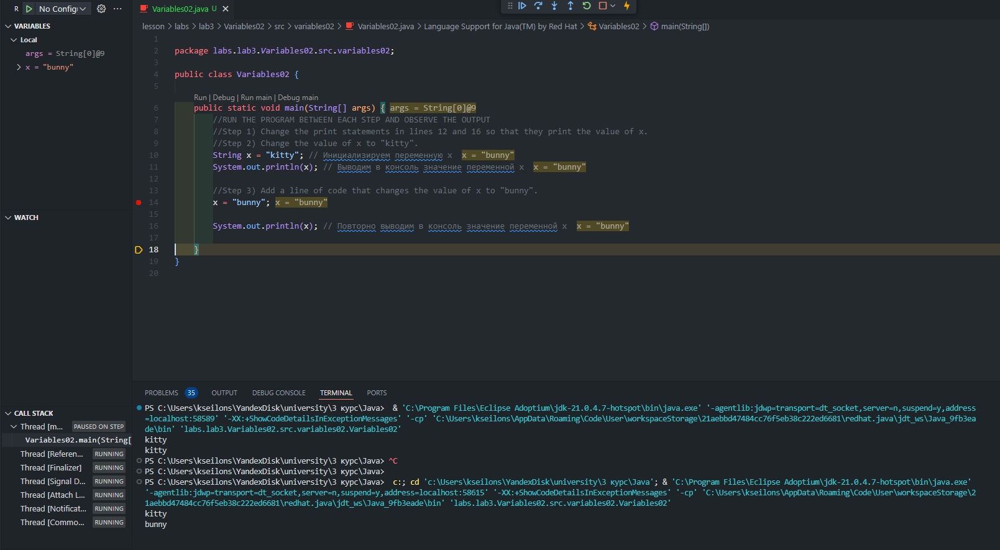 R No Config
VARIABLES
Local
args = String[0]@9
x = "bunny"
WATCH
CALL STACK
Thread [m... PAUSED ON STEP
Variables02.main(String[
Thread [Referen... RUNNING
Thread [Finalizer] RUNNING
Thread [Signal D... RUNNING
Thread [Attach L... RUNNING
Thread [Notificat... RUNNING
Thread [Commo... RUNNING
Variables02.java U
lesson > labs > lab3 > Variables02 > src > variables02 > Variables02.java > Language Support for Java(TM) by Red Hat > Variables02 > main(String[])
1
2 package labs.lab3.Variables02.src.variables02;
3
4 public class Variables02 {
5
Run | Debug | Run main | Debug main
6 public static void main(String[] args) { args = String[0]@9
7 //RUN THE PROGRAM BETWEEN EACH STEP AND OBSERVE THE OUTPUT
8 //Step 1) Change the print statements in lines 12 and 16 so that they print the value of x.
9 //Step 2) Change the value of x to "kitty".
10 String x = "kitty"; // Инициализируем переменную x x = "bunny"
11 System.out.println(x); // Выводим в консоль значение переменной x x = "bunny"
12
13 //Step 3) Add a line of code that changes the value of x to "bunny".
14 x = "bunny"; x = "bunny"
15
16 System.out.println(x); // Повторно выводим в консоль значение переменной x x = "bunny"
17
18 }
19 }
20
PROBLEMS 35 OUTPUT DEBUG CONSOLE TERMINAL PORTS
PS C:\Users\kseilons\YandexDisk\university\3 курс\Java> & 'C:\Program Files\Eclipse Adoptium\jdk-21.0.4.7-hotspot\bin\java.exe' '-agentlib:jdwp=transport=dt_socket,server=n,suspend=y,address
=localhost:58589' '-XX:+ShowCodeDetailsInExceptionMessages' '-cp' 'C:\Users\kseilons\AppData\Roaming\Code\User\workspaceStorage\21aebbd47484cc76f5eb38c222ed6681\redhat.java\jdt_ws\Java_9fb3ea
de\bin' 'labs.lab3.Variables02.src.variables02.Variables02'
kitty
kitty
PS C:\Users\kseilons\YandexDisk\university\3 курс\Java> ^C
PS C:\Users\kseilons\YandexDisk\university\3 курс\Java>
PS C:\Users\kseilons\YandexDisk\university\3 курс\Java> c:; cd 'c:\Users\kseilons\YandexDisk\university\3 курс\Java'; & 'C:\Program Files\Eclipse Adoptium\jdk-21.0.4.7-hotspot\bin\java.exe'
'-agentlib:jdwp=transport=dt_socket,server=n,suspend=y,address=localhost:58615' '-XX:+ShowCodeDetailsInExceptionMessages' '-cp' 'C:\Users\kseilons\AppData\Roaming\Code\User\workspaceStorage\2
1aebbd47484cc76f5eb38c222ed6681\redhat.java\jdt_ws\Java_9fb3eade\bin' 'labs.lab3.Variables02.src.variables02.Variables02'
kitty
bunny